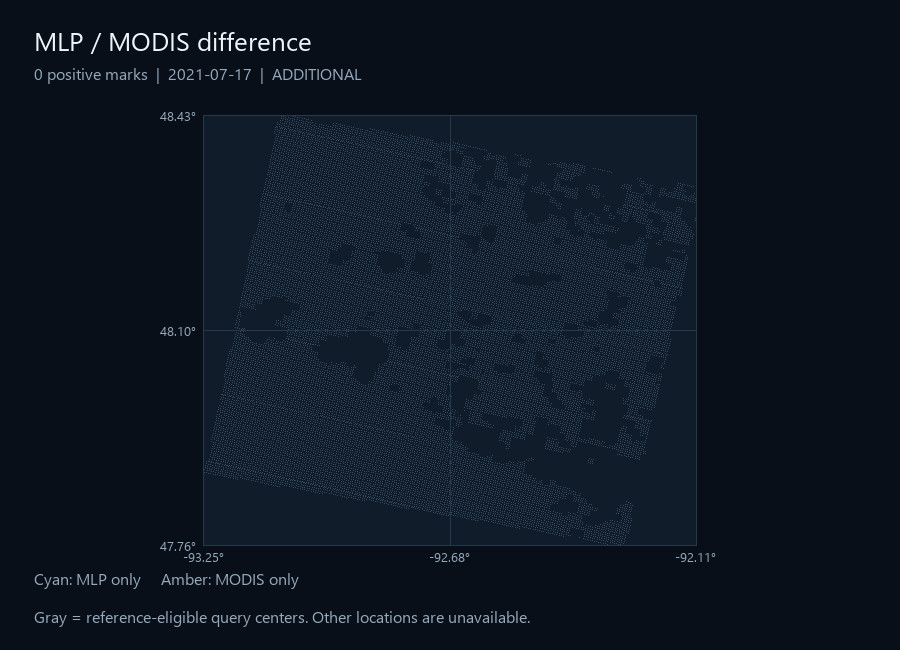 MLP / MODIS difference
0 positive marks | 2021-07-17 | ADDITIONAL
48.43°
48.10°
47.76°
-93.25° -92.68° -92.11°
Cyan: MLP only Amber: MODIS only
Gray = reference-eligible query centers. Other locations are unavailable.